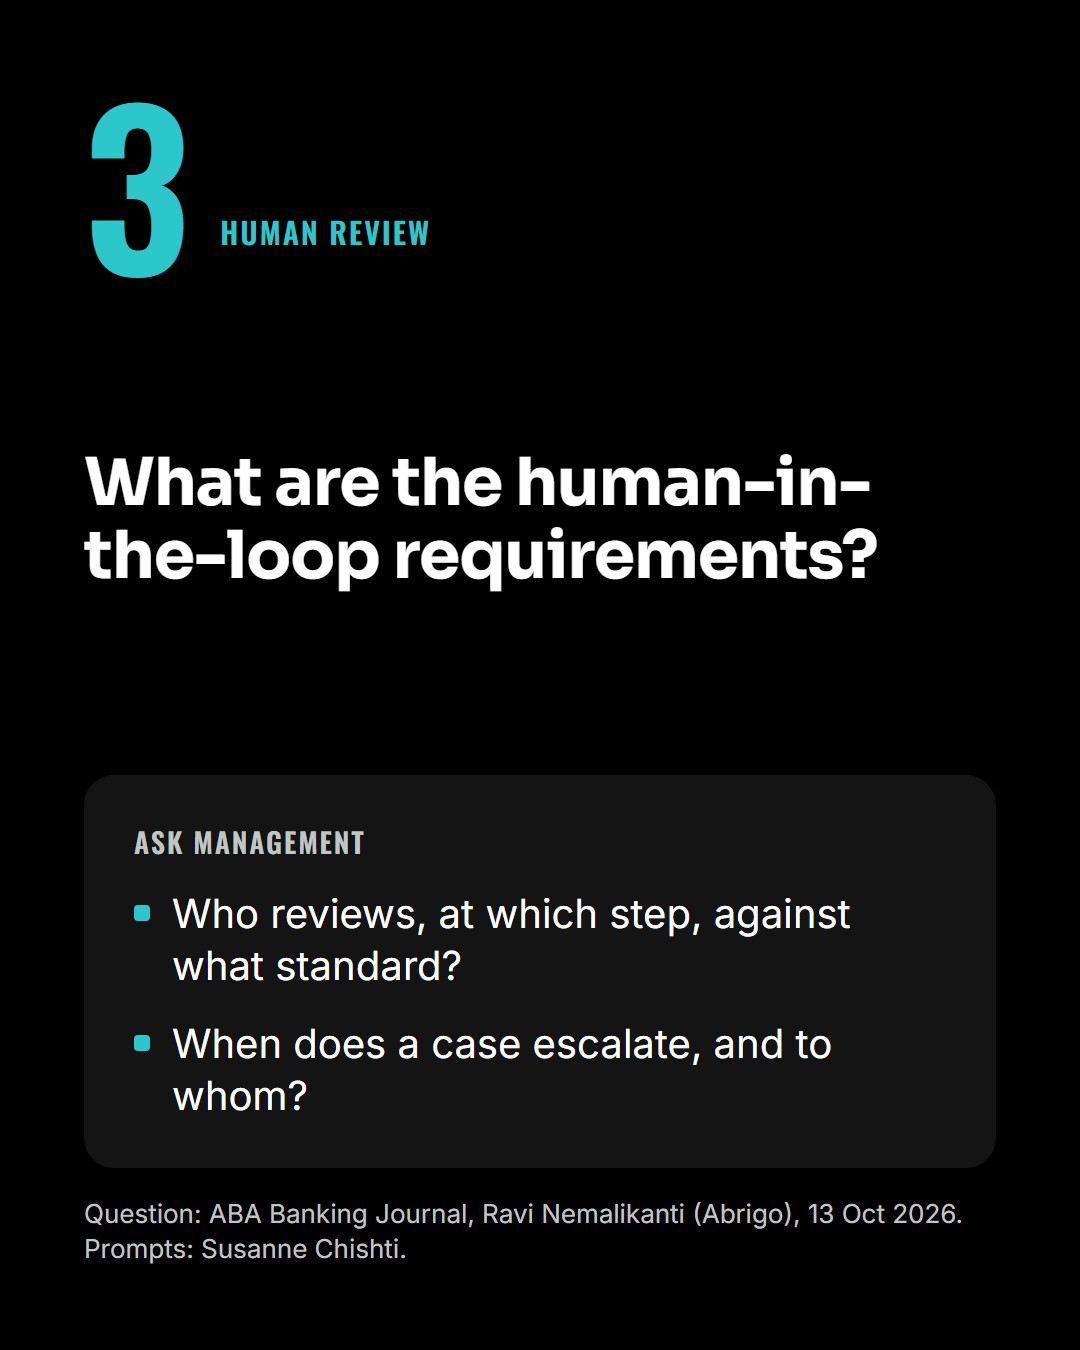 3
HUMAN REVIEW
What are the human-in-
the-loop requirements?
ASK MANAGEMENT
Who reviews, at which step, against
what standard?
When does a case escalate, and to
whom?
Question: ABA Banking Journal, Ravi Nemalikanti (Abrigo), 13 Oct 2026.
Prompts: Susanne Chishti.